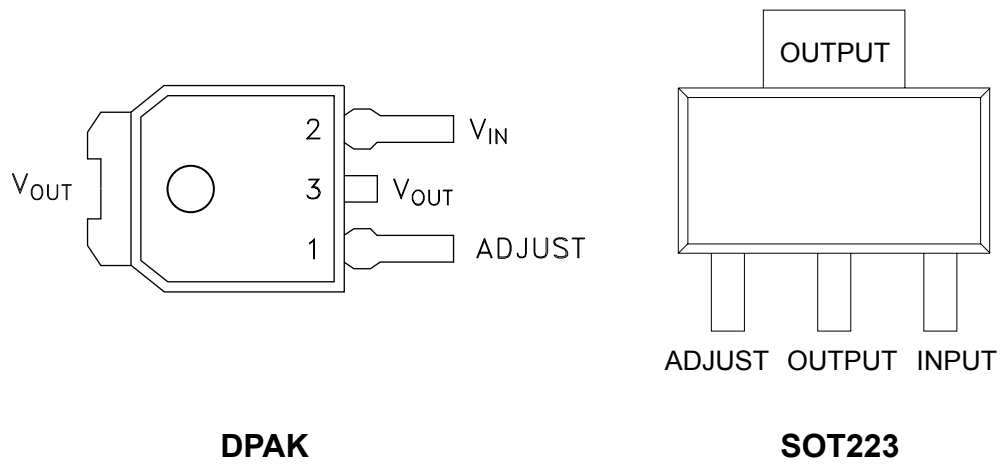 2 V_IN
V_OUT 3 V_OUT
1 ADJUST
DPAK
OUTPUT
ADJUST OUTPUT INPUT
SOT223